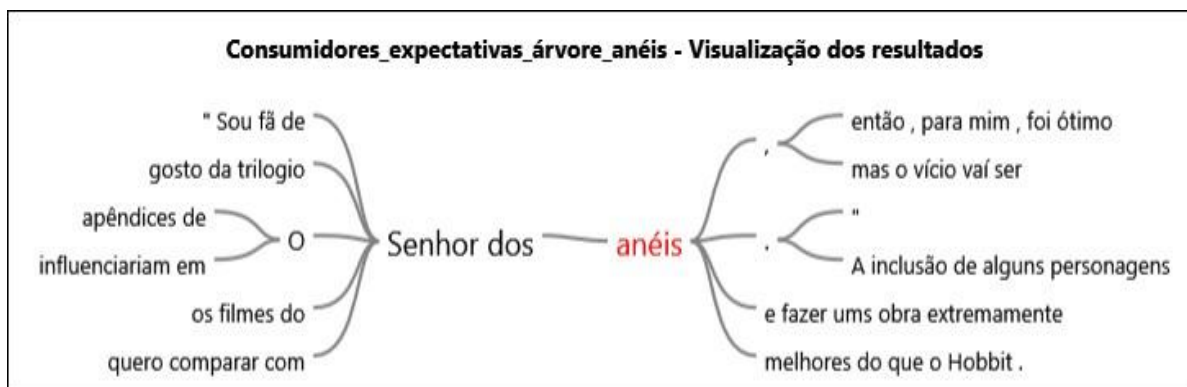 Consumidores_expectativas_árvore_anéis - Visualização dos resultados
" Sou fã de
gosto da trilogio
apêndices de
influenciariam em
O
os filmes do
quero comparar com
Senhor dos
anéis
,
então , para mim , foi ótimo
mas o vício vaí ser
.
"
A inclusão de alguns personagens
e fazer ums obra extremamente
melhores do que o Hobbit .